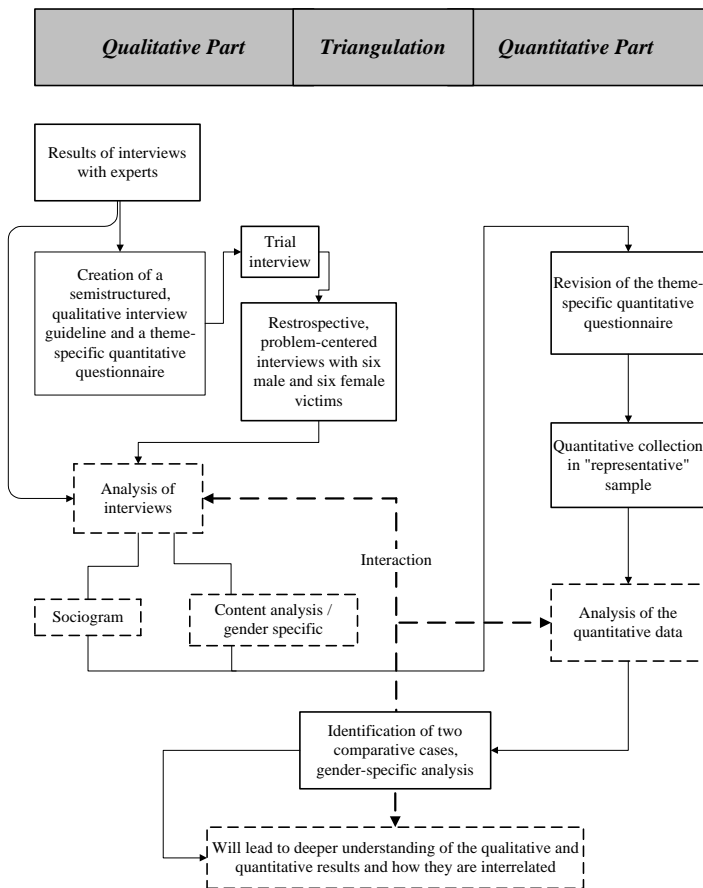 Qualitative Part
Triangulation
Quantitative Part
Results of interviews
with experts
Creation of a
semistructured,
qualitative interview
guideline and a theme-
specific quantitative
questionnaire
Trial
interview
Restrospective,
problem-centered
interviews with six
male and six female
victims
Revision of the theme-
specific quantitative
questionnaire
Quantitative collection
in "representative"
sample
Analysis of
interviews
Interaction
Sociogram
Content analysis /
gender specific
Analysis of the
quantitative data
Identification of two
comparative cases,
gender-specific analysis
Will lead to deeper understanding of the qualitative and
quantitative results and how they are interrelated